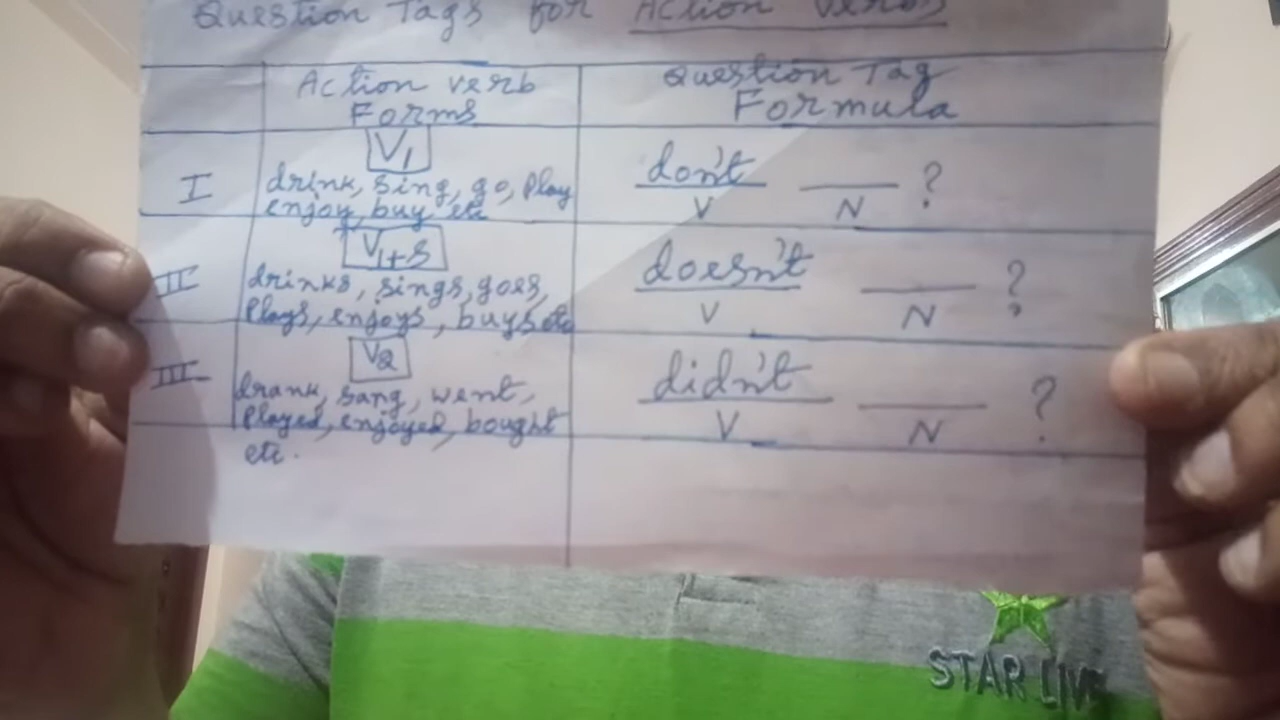 Question Tags for Action Verbs
Action verb
Forms
Question Tag
Formula
I
V1
drink, sing, go, Play
enjoy, buy etc
don't
V
N
?
II
V1+s
drinks, sings, goes,
Plays, enjoys, buys etc
doesn't
V
N
?
III
V2
drank, sang, went,
Played, enjoyed, bought
etc.
didn't
V
N
?
STAR LIVE